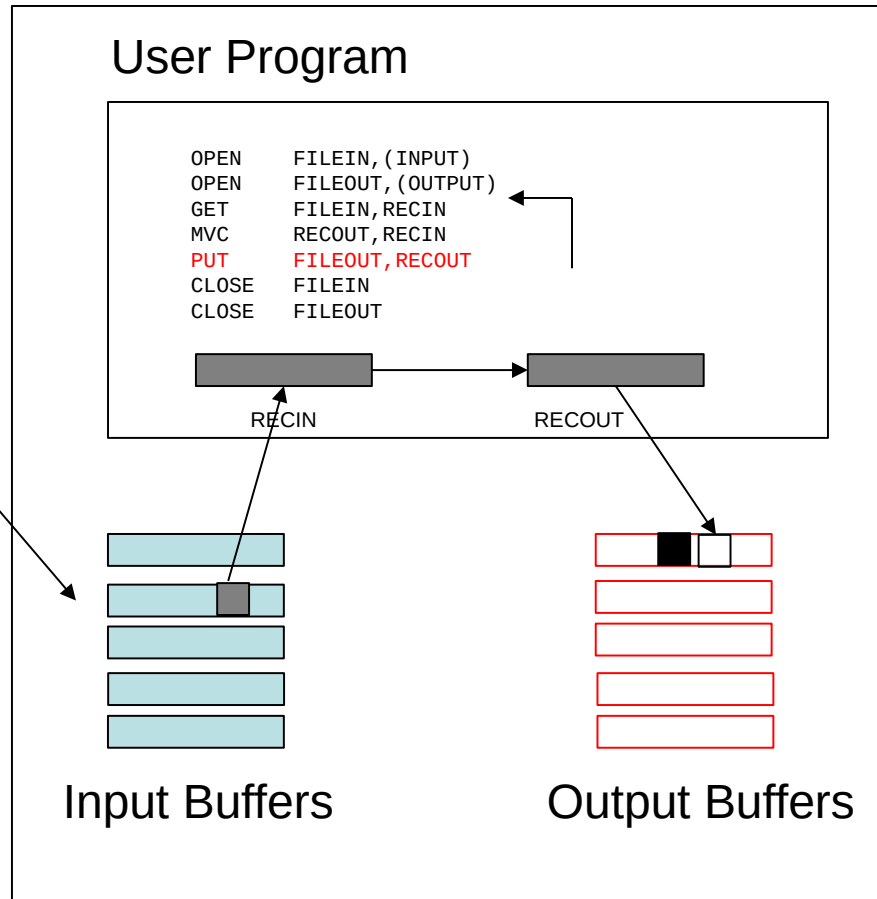 User Program
OPEN FILEIN,(INPUT)
OPEN FILEOUT,(OUTPUT)
GET FILEIN,RECIN
MVC RECOUT,RECIN
PUT FILEOUT,RECOUT
CLOSE FILEIN
CLOSE FILEOUT
RECIN RECOUT
Input Buffers Output Buffers